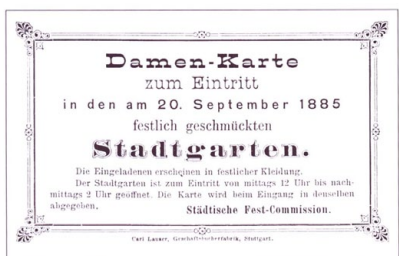 Damen-Karte
zum Eintritt
in den am 20. September 1885
festlich geschmückten
Stadtgarten.
Die Eingeladenen erscheinen in festlicher Kleidung.
Der Stadtgarten ist zum Eintritt von mittags 12 Uhr bis nach-
mittags 2 Uhr geöffnet. Die Karte wird beim Eingang in denselben
abgegeben.
Städtische Fest-Commission.
Carl Lauser, Stuttgart.